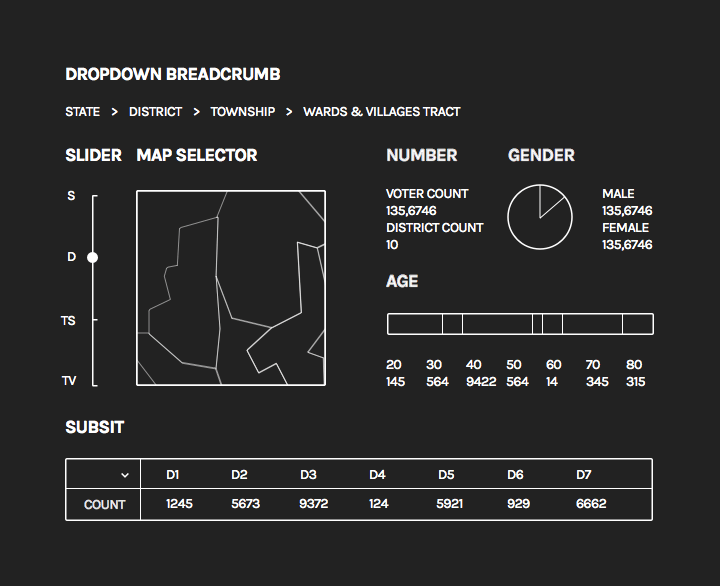 DROPDOWN BREADCRUMB
STATE > DISTRICT > TOWNSHIP > WARDS & VILLAGES TRACT
SLIDER MAP SELECTOR
S
D
TS
TV
NUMBER
VOTER COUNT
135,6746
DISTRICT COUNT
10
GENDER
MALE
135,6746
FEMALE
135,6746
AGE
20 30 40 50 60 70 80
145 564 9422 564 14 345 315
SUBSIT
D1 D2 D3 D4 D5 D6 D7
COUNT 1245 5673 9372 124 5921 929 6662